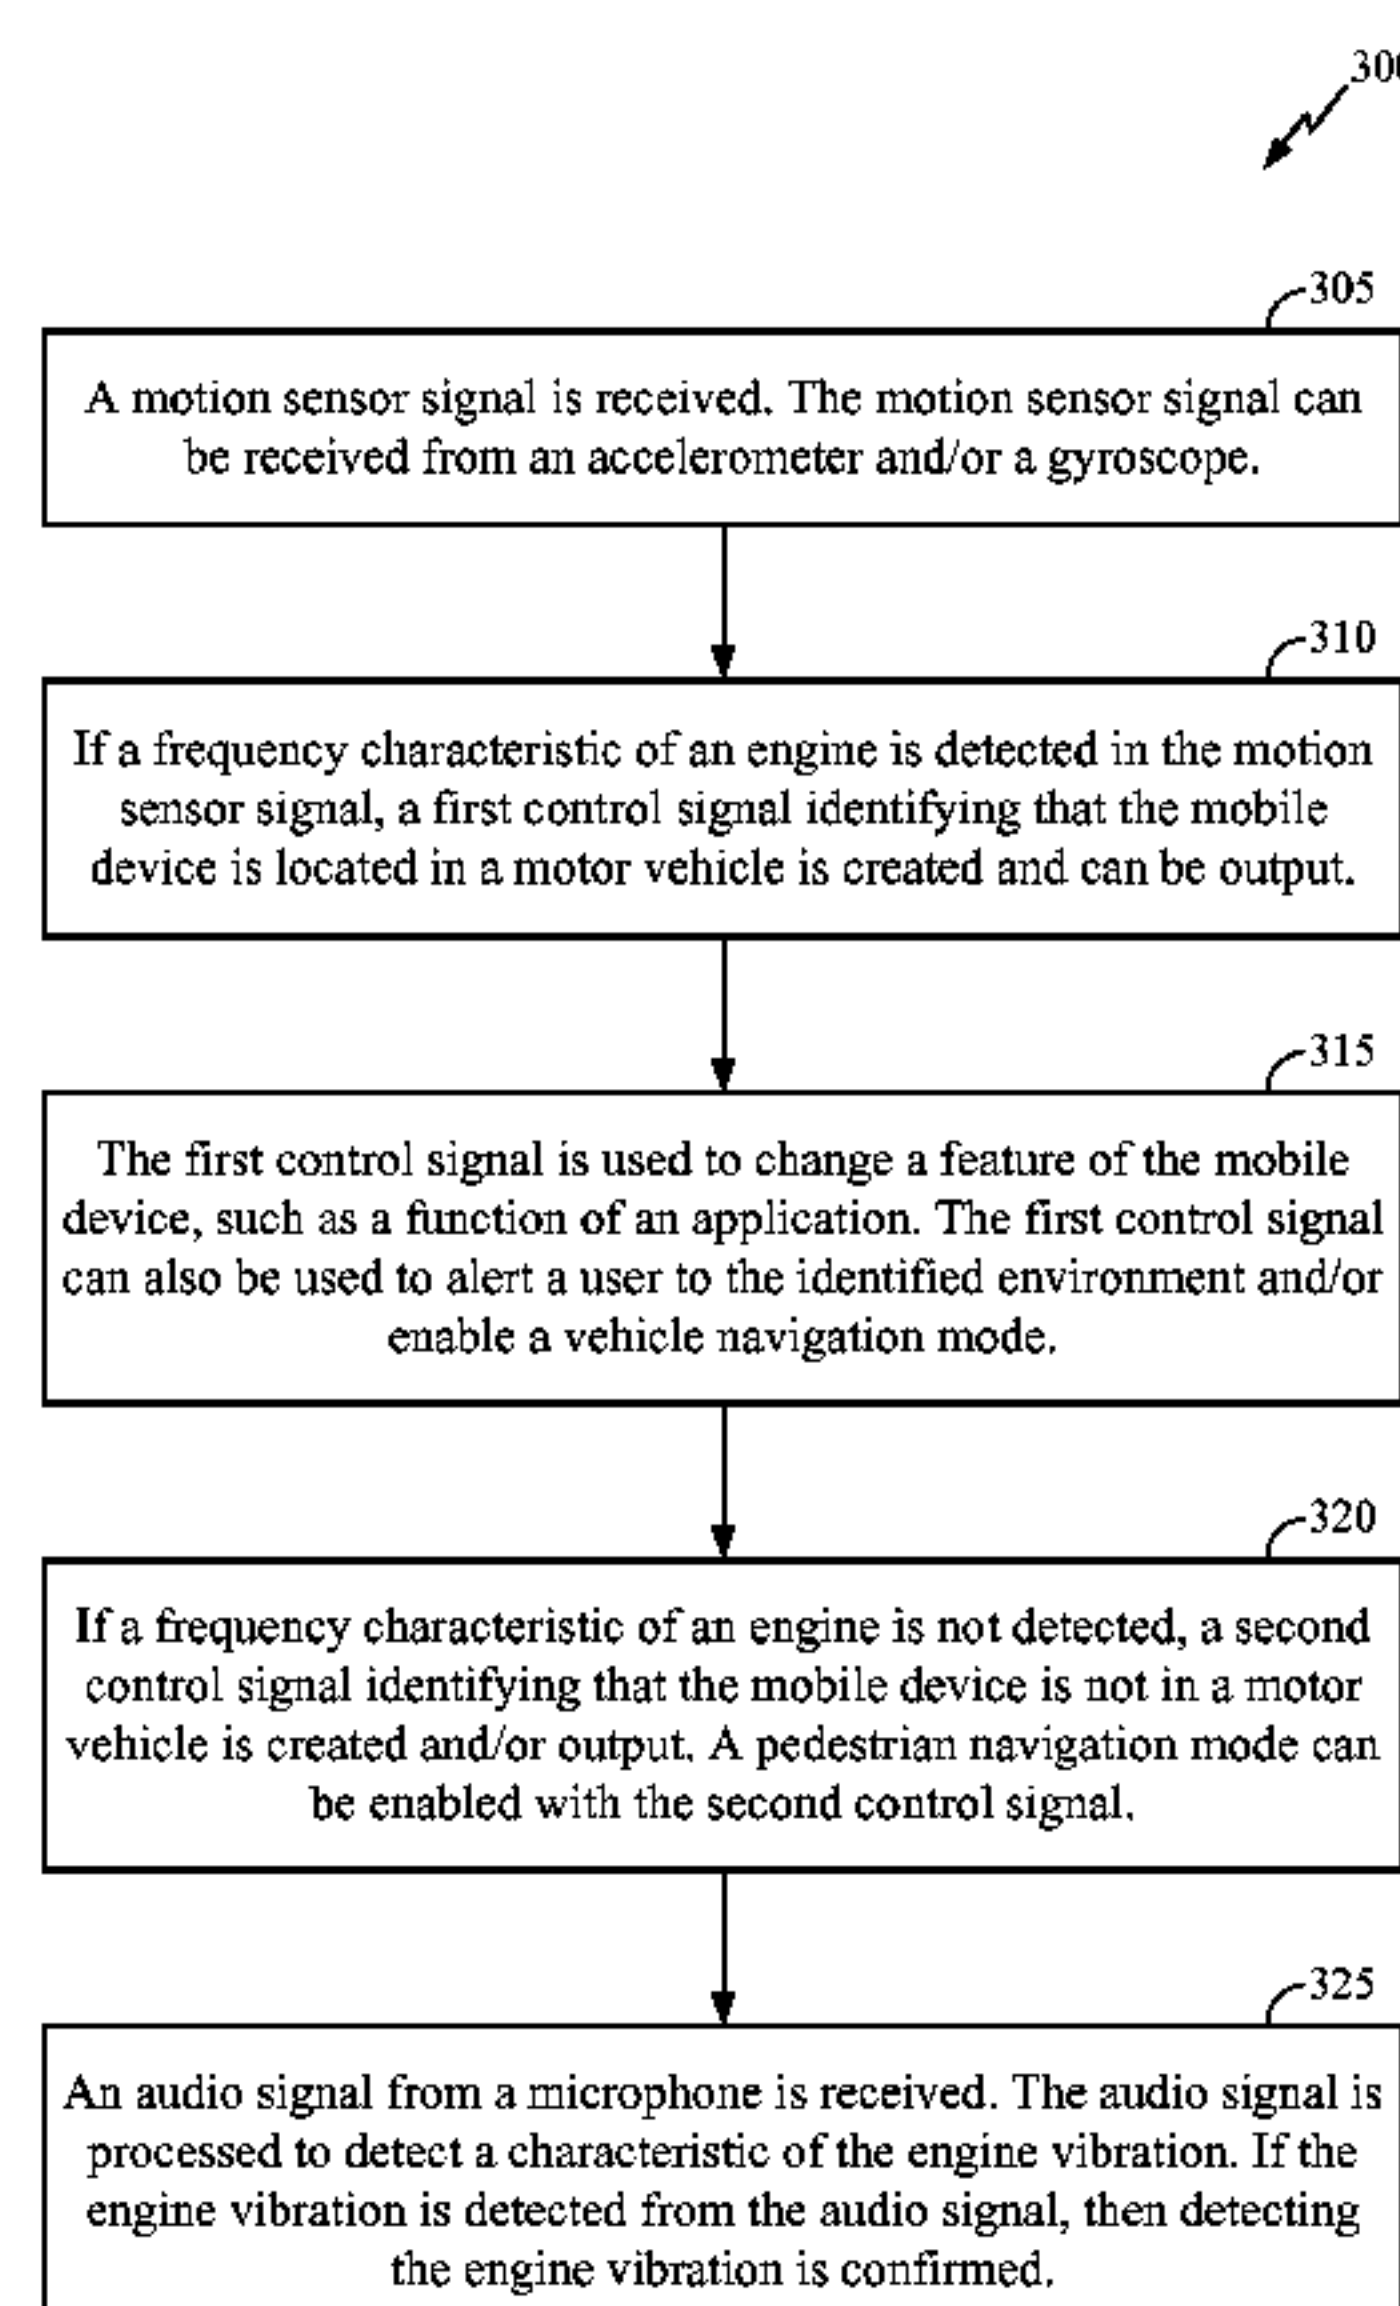 305
A motion sensor signal is received. The motion sensor signal can
be received from an accelerometer and/or a gyroscope.
310
If a frequency characteristic of an engine is detected in the motion
sensor signal, a first control signal identifying that the mobile
device is located in a motor vehicle is created and can be output.
315
The first control signal is used to change a feature of the mobile
device, such as a function of an application. The first control signal
can also be used to alert a user to the identified environment and/or
enable a vehicle navigation mode.
320
If a frequency characteristic of an engine is not detected, a second
control signal identifying that the mobile device is not in a motor
vehicle is created and/or output. A pedestrian navigation mode can
be enabled with the second control signal.
325
An audio signal from a microphone is received. The audio signal is
processed to detect a characteristic of the engine vibration. If the
engine vibration is detected from the audio signal, then detecting
the engine vibration is confirmed.